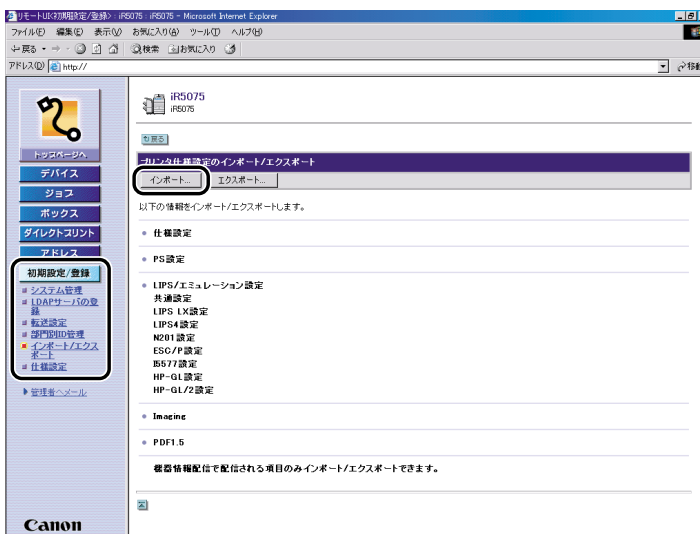 リモートUI<初期設定/登録> : iR5075 : iR5075 - Microsoft Internet Explorer
ファイル(F) 編集(E) 表示(V) お気に入り(A) ツール(T) ヘルプ(H)
戻る 検索 お気に入り
アドレス(D) http:// 移動
iR5075
iR5075
戻る
トップページへ
プリンタ仕様設定のインポート/エクスポート
デバイス
インポート... エクスポート...
ジョブ
以下の情報をインポート/エクスポートします。
ボックス
ダイレクトプリント
仕様設定
アドレス
PS設定
初期設定/登録
システム管理
LDAPサーバの登
録
転送設定
部門別ID管理
インポート/エクス
ポート
仕様設定
LIPS/エミュレーション設定
共通設定
LIPS LX設定
LIPS4設定
N201設定
ESC/P設定
I5577設定
HP-GL設定
HP-GL/2設定
管理者へメール
Imaging
PDF1.5
機器情報配信で配信される項目のみインポート/エクスポートできます。
Canon